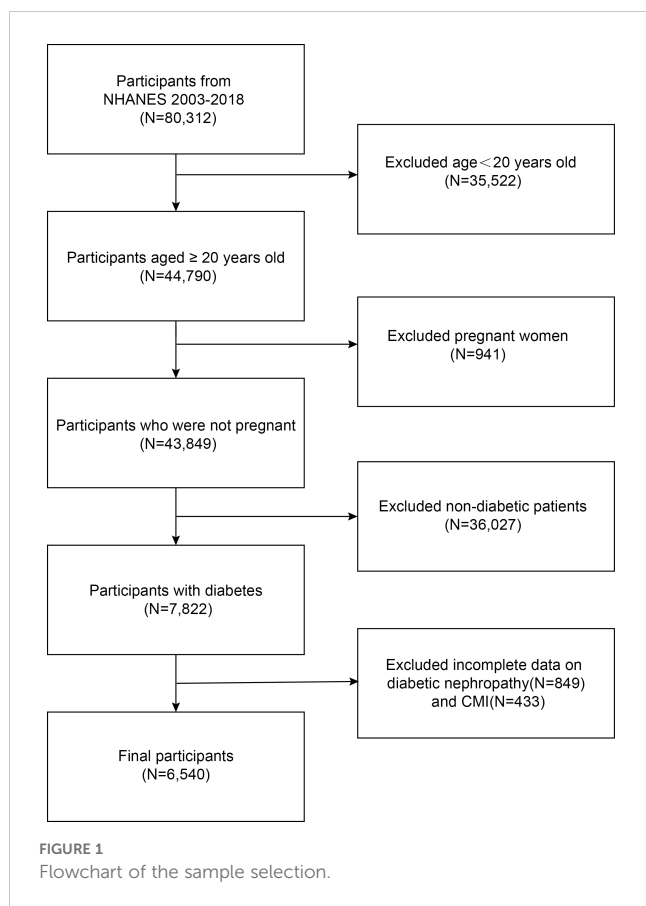 Participants from
NHANES 2003-2018
(N=80,312)
Excluded age<20 years old
(N=35,522)
Participants aged ≥ 20 years old
(N=44,790)
Excluded pregnant women
(N=941)
Participants who were not pregnant
(N=43,849)
Excluded non-diabetic patients
(N=36,027)
Participants with diabetes
(N=7,822)
Excluded incomplete data on
diabetic nephropathy(N=849)
and CMI(N=433)
Final participants
(N=6,540)
FIGURE 1
Flowchart of the sample selection.